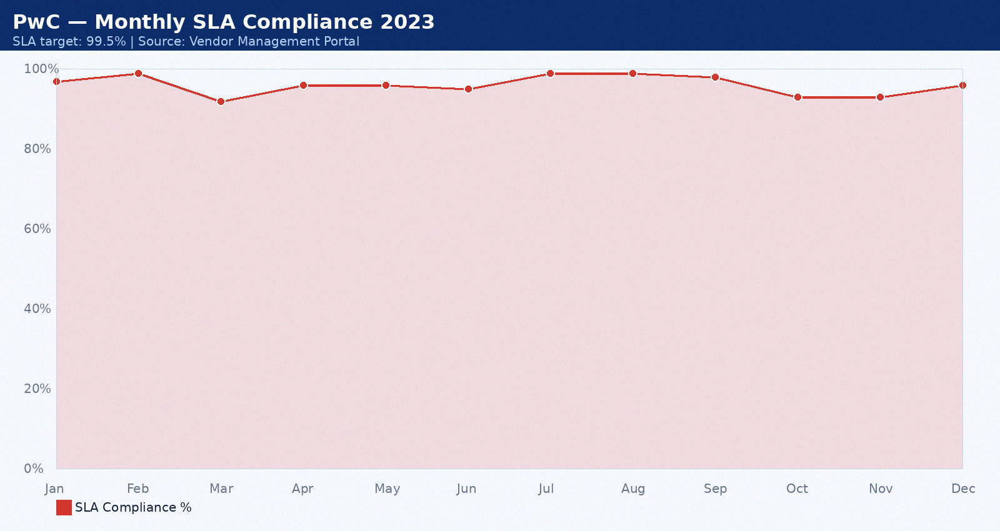 PwC — Monthly SLA Compliance 2023
SLA target: 99.5% | Source: Vendor Management Portal
100%
80%
60%
40%
20%
0%
Jan Feb Mar Apr May Jun Jul Aug Sep Oct Nov Dec
SLA Compliance %